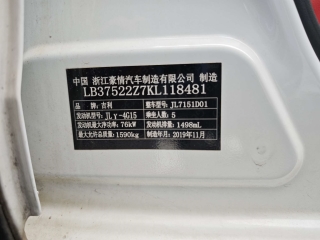 中国 浙江豪情汽车制造有限公司 制造
LB37522Z7KL118481
品牌：吉利 整车型号：JL7151D01
发动机型号：JLγ-4G15 乘坐人数：5
发动机最大净功率：76kW 发动机排量：1498mL
最大允许总质量：1590kg 制造年月：2019年11月